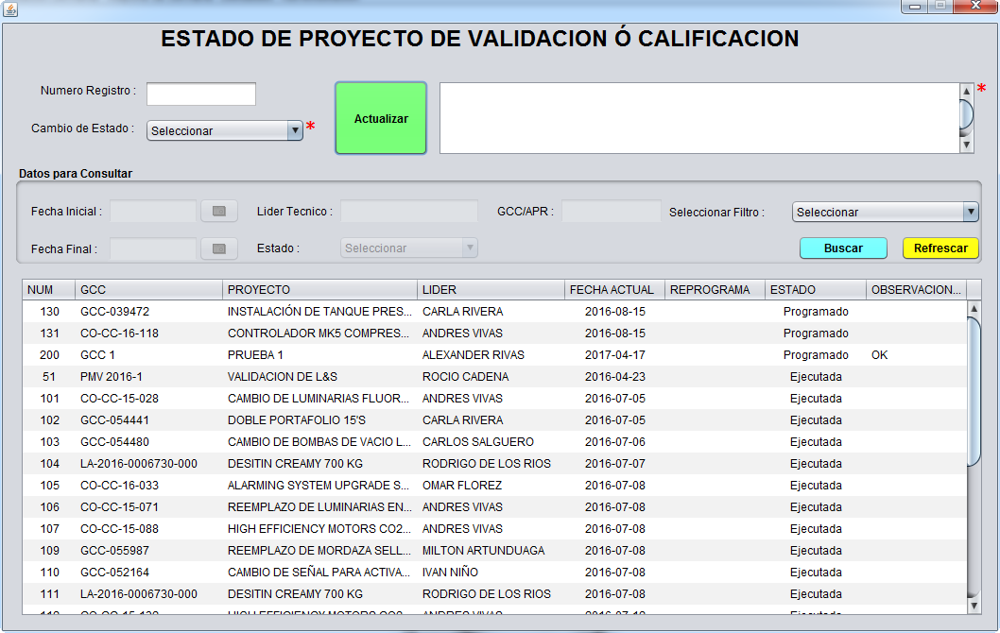 ESTADO DE PROYECTO DE VALIDACION Ó CALIFICACION
Numero Registro :
Actualizar
*
Cambio de Estado : Seleccionar *
Datos para Consultar
Fecha Inicial : Lider Tecnico : GCC/APR : Seleccionar Filtro : Seleccionar
Fecha Final : Estado : Seleccionar Buscar Refrescar
NUM GCC PROYECTO LIDER FECHA ACTUAL REPROGRAMA ESTADO OBSERVACION...
130 GCC-039472 INSTALACIÓN DE TANQUE PRES... CARLA RIVERA 2016-08-15 Programado
131 CO-CC-16-118 CONTROLADOR MK5 COMPRES... ANDRES VIVAS 2016-08-15 Programado
200 GCC 1 PRUEBA 1 ALEXANDER RIVAS 2017-04-17 Programado OK
51 PMV 2016-1 VALIDACION DE L&S ROCIO CADENA 2016-04-23 Ejecutada
101 CO-CC-15-028 CAMBIO DE LUMINARIAS FLUOR... ANDRES VIVAS 2016-07-05 Ejecutada
102 GCC-054441 DOBLE PORTAFOLIO 15'S CARLA RIVERA 2016-07-05 Ejecutada
103 GCC-054480 CAMBIO DE BOMBAS DE VACIO L... CARLOS SALGUERO 2016-07-06 Ejecutada
104 LA-2016-0006730-000 DESITIN CREAMY 700 KG RODRIGO DE LOS RIOS 2016-07-07 Ejecutada
105 CO-CC-16-033 ALARMING SYSTEM UPGRADE S... OMAR FLOREZ 2016-07-08 Ejecutada
106 CO-CC-15-071 REEMPLAZO DE LUMINARIAS EN... ANDRES VIVAS 2016-07-08 Ejecutada
107 CO-CC-15-088 HIGH EFFICIENCY MOTORS CO2... ANDRES VIVAS 2016-07-08 Ejecutada
109 GCC-055987 REEMPLAZO DE MORDAZA SELL... MILTON ARTUNDUAGA 2016-07-08 Ejecutada
110 GCC-052164 CAMBIO DE SEÑAL PARA ACTIVA... IVAN NIÑO 2016-07-08 Ejecutada
111 LA-2016-0006730-000 DESITIN CREAMY 700 KG RODRIGO DE LOS RIOS 2016-07-08 Ejecutada